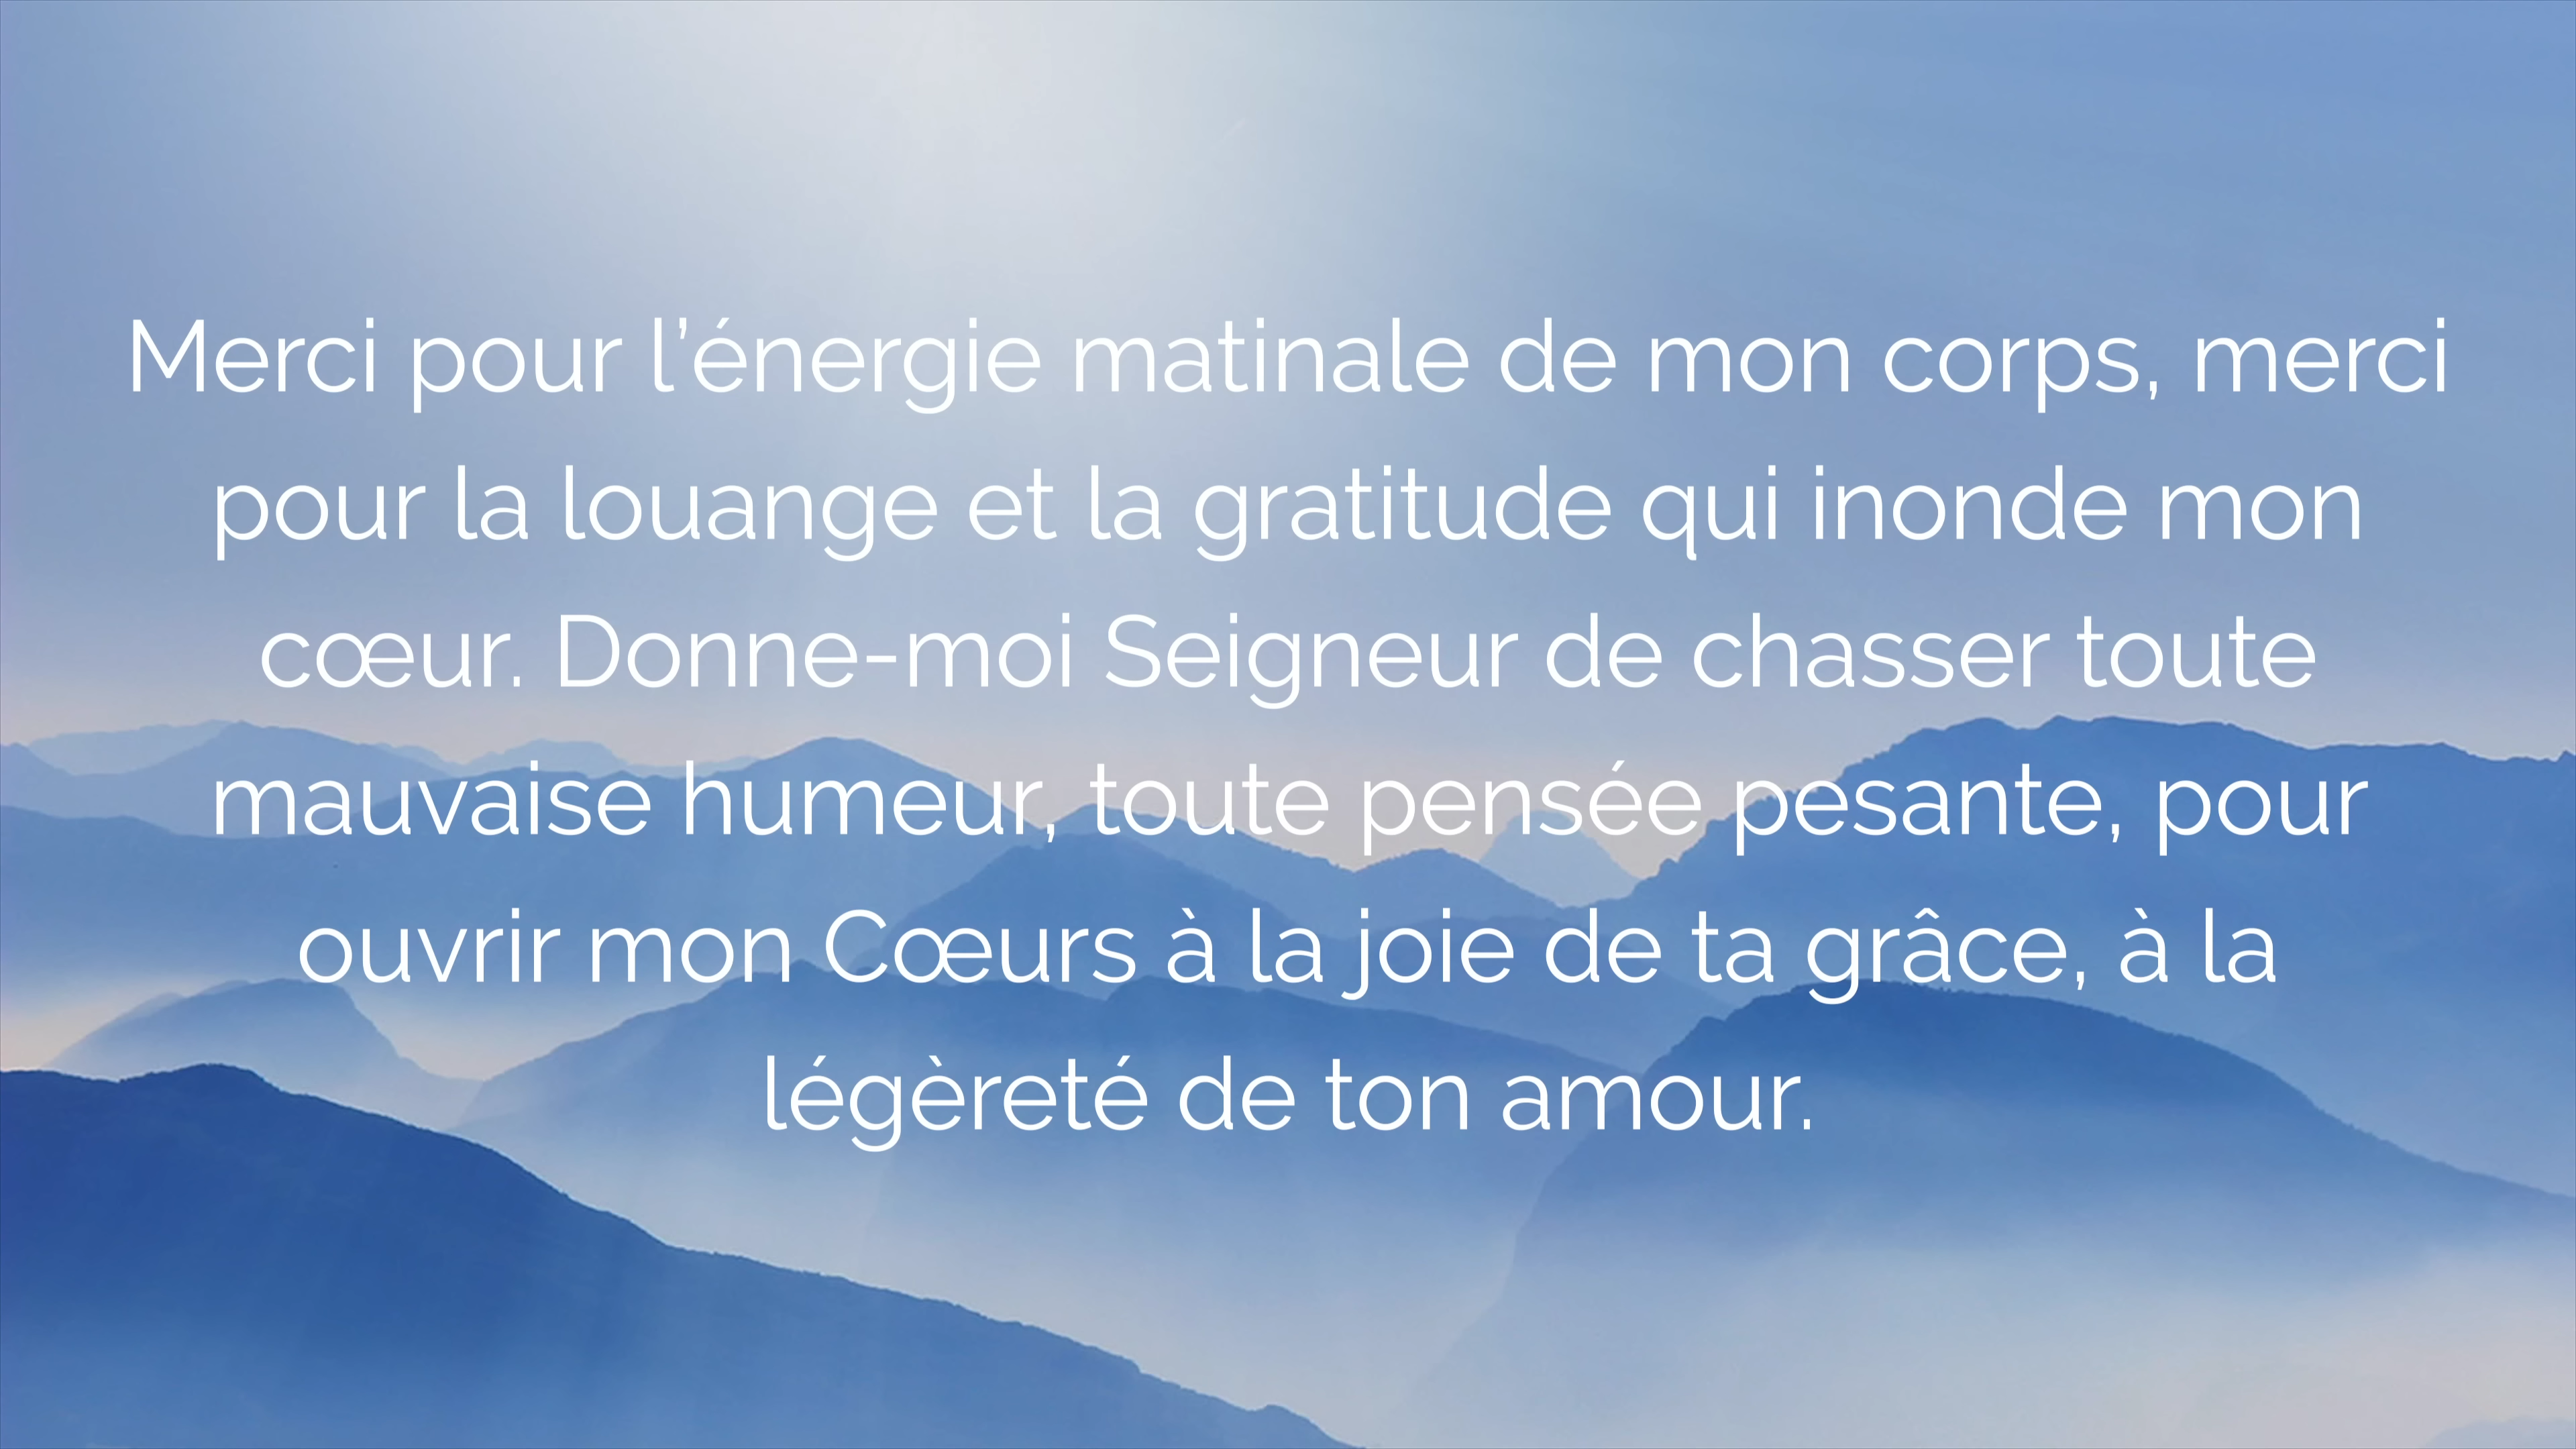 Merci pour l’énergie matinale de mon corps, merci
pour la louange et la gratitude qui inonde mon
cœur. Donne-moi Seigneur de chasser toute
mauvaise humeur, toute pensée pesante, pour
ouvrir mon Cœurs à la joie de ta grâce, à la
légèreté de ton amour.